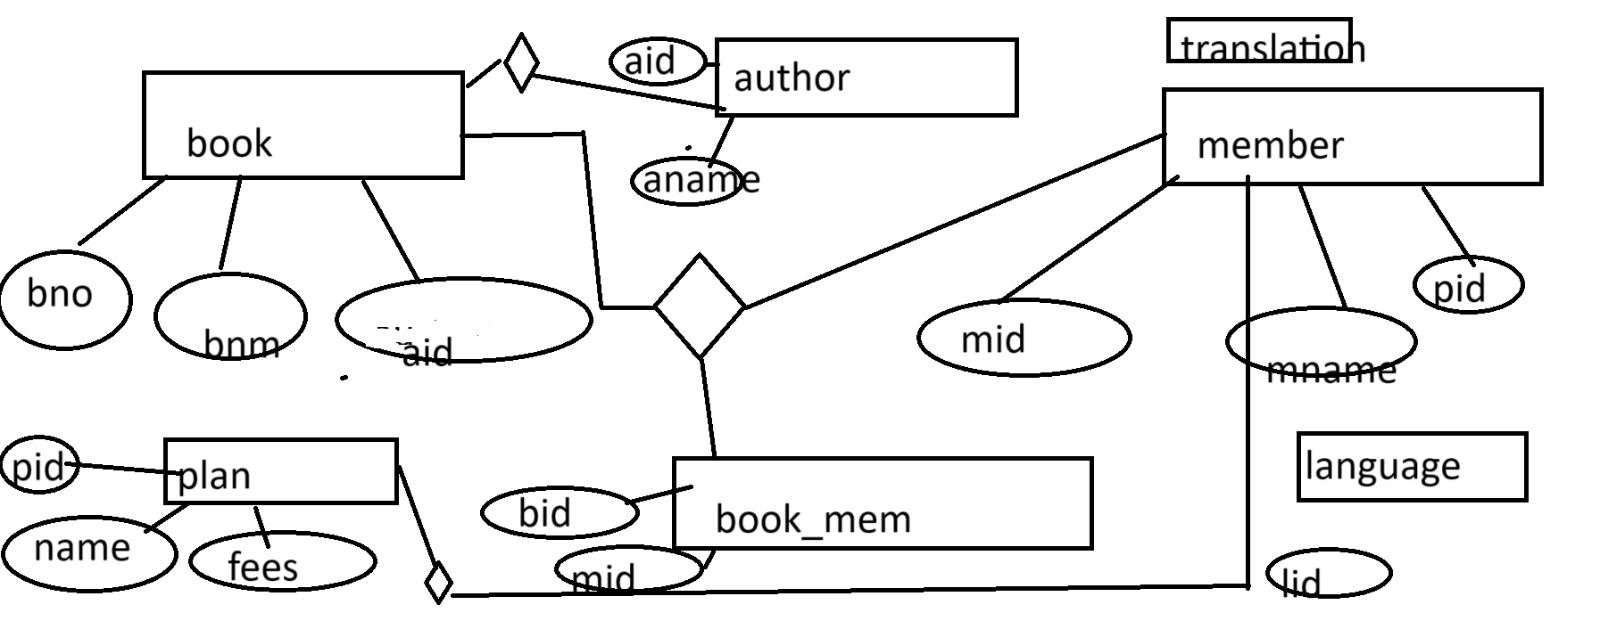 translation
aid
author
book
member
aname
bno
bnm
aid
mid
mname
pid
pid
plan
name
fees
bid
mid
book_mem
language
lid